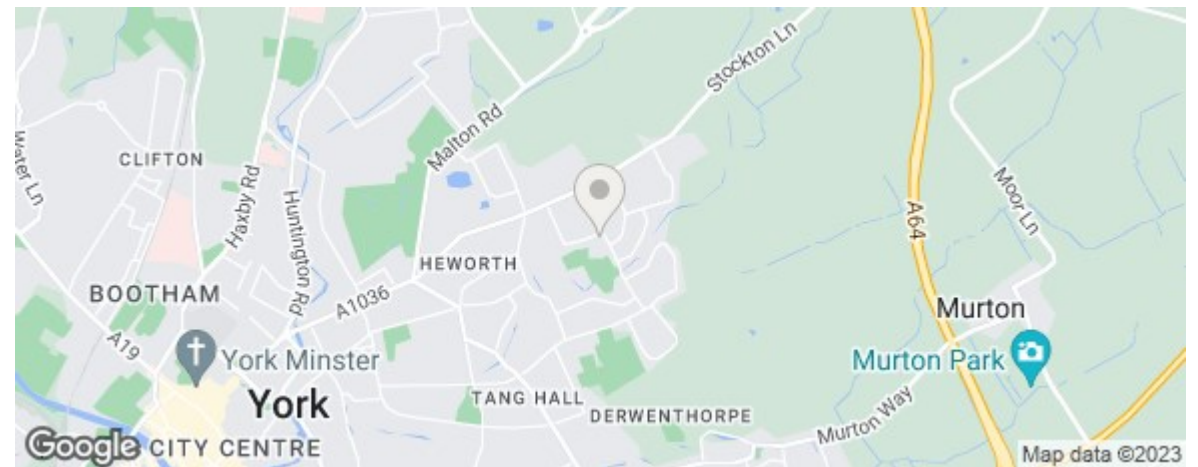 Stockton Ln
Malton Rd
CLIFTON
Water Ln
Haxby Rd
Huntington Rd
Moor Ln
A64
HEWORTH
BOOTHAM
A1036
Murton
A19
York Minster
Murton Park
York
TANG HALL
DERWENTHORPE
Murton Way
Google
CITY CENTRE
Map data ©2023